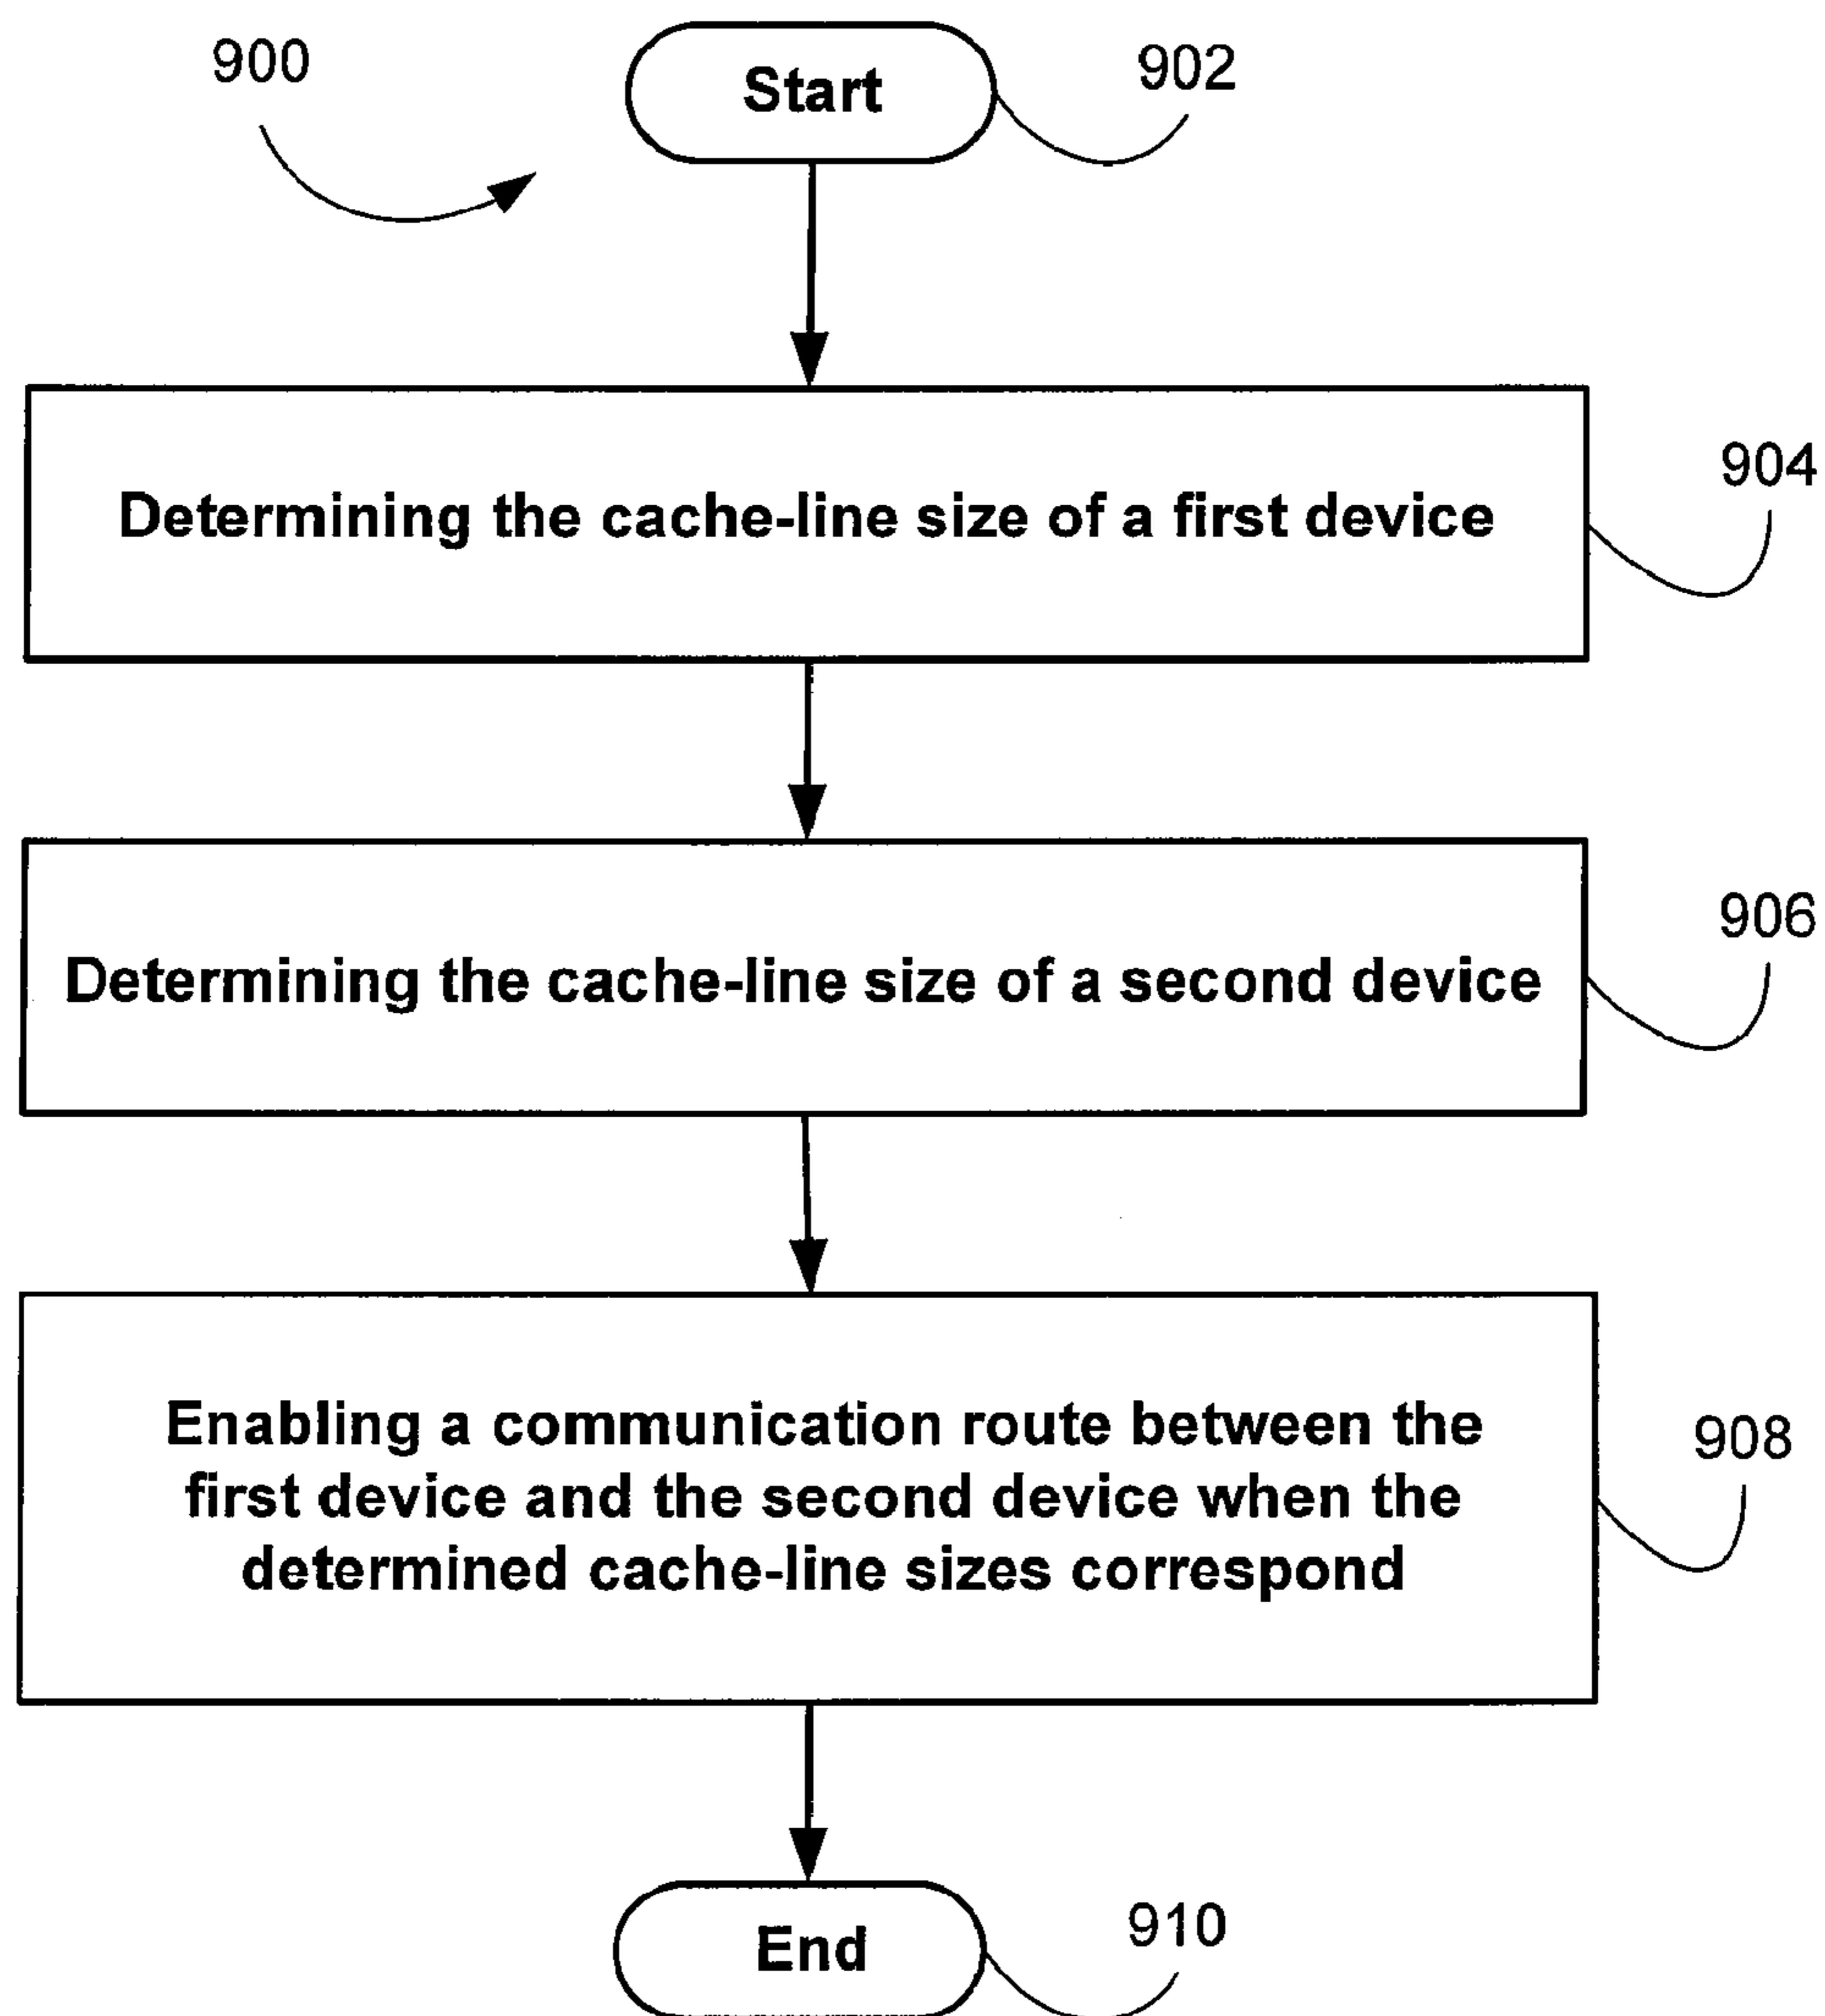 900
Start
902
Determining the cache-line size of a first device
904
Determining the cache-line size of a second device
906
Enabling a communication route between the
first device and the second device when the
determined cache-line sizes correspond
908
End
910